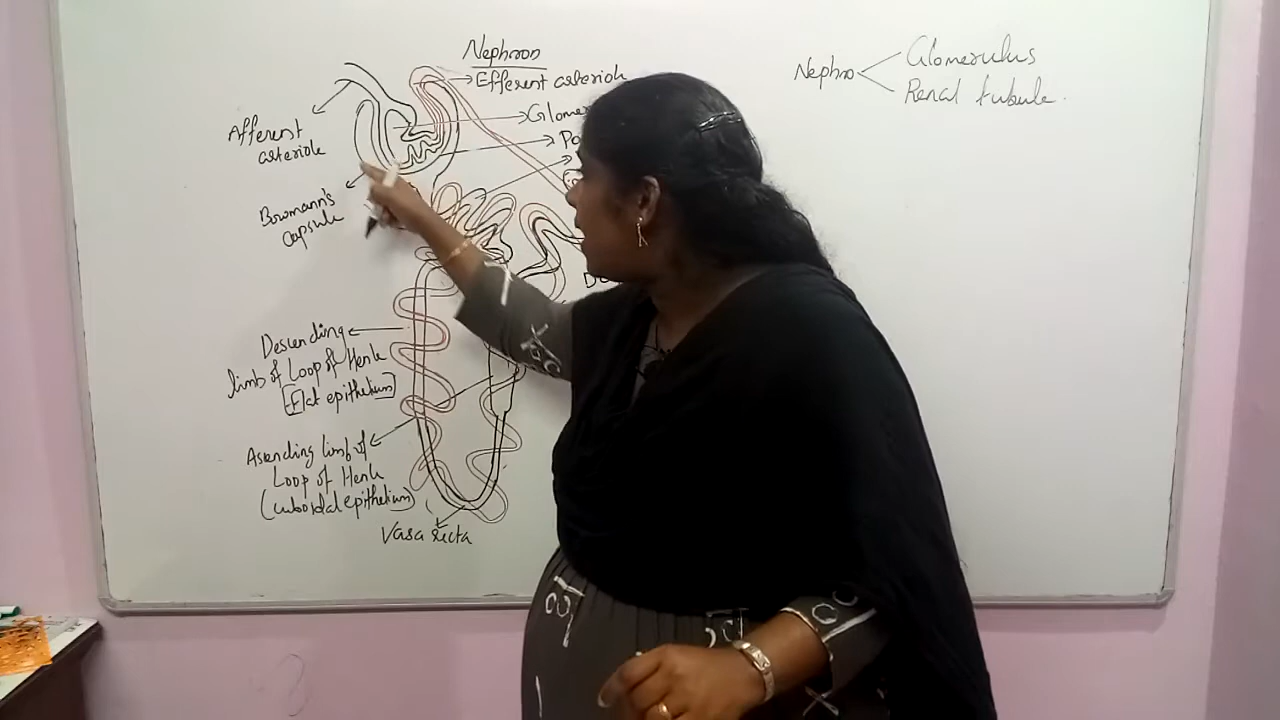 Nephron
Efferent arteriole
Afferent
arteriole
Bowmann's
capsule
Descending
limb of Loop of Henle
[Flat epithelium]
Ascending limb of
Loop of Henle
(cuboidal epithelium)
Vasa recta
Nephro
Glomerulus
Renal tubule.